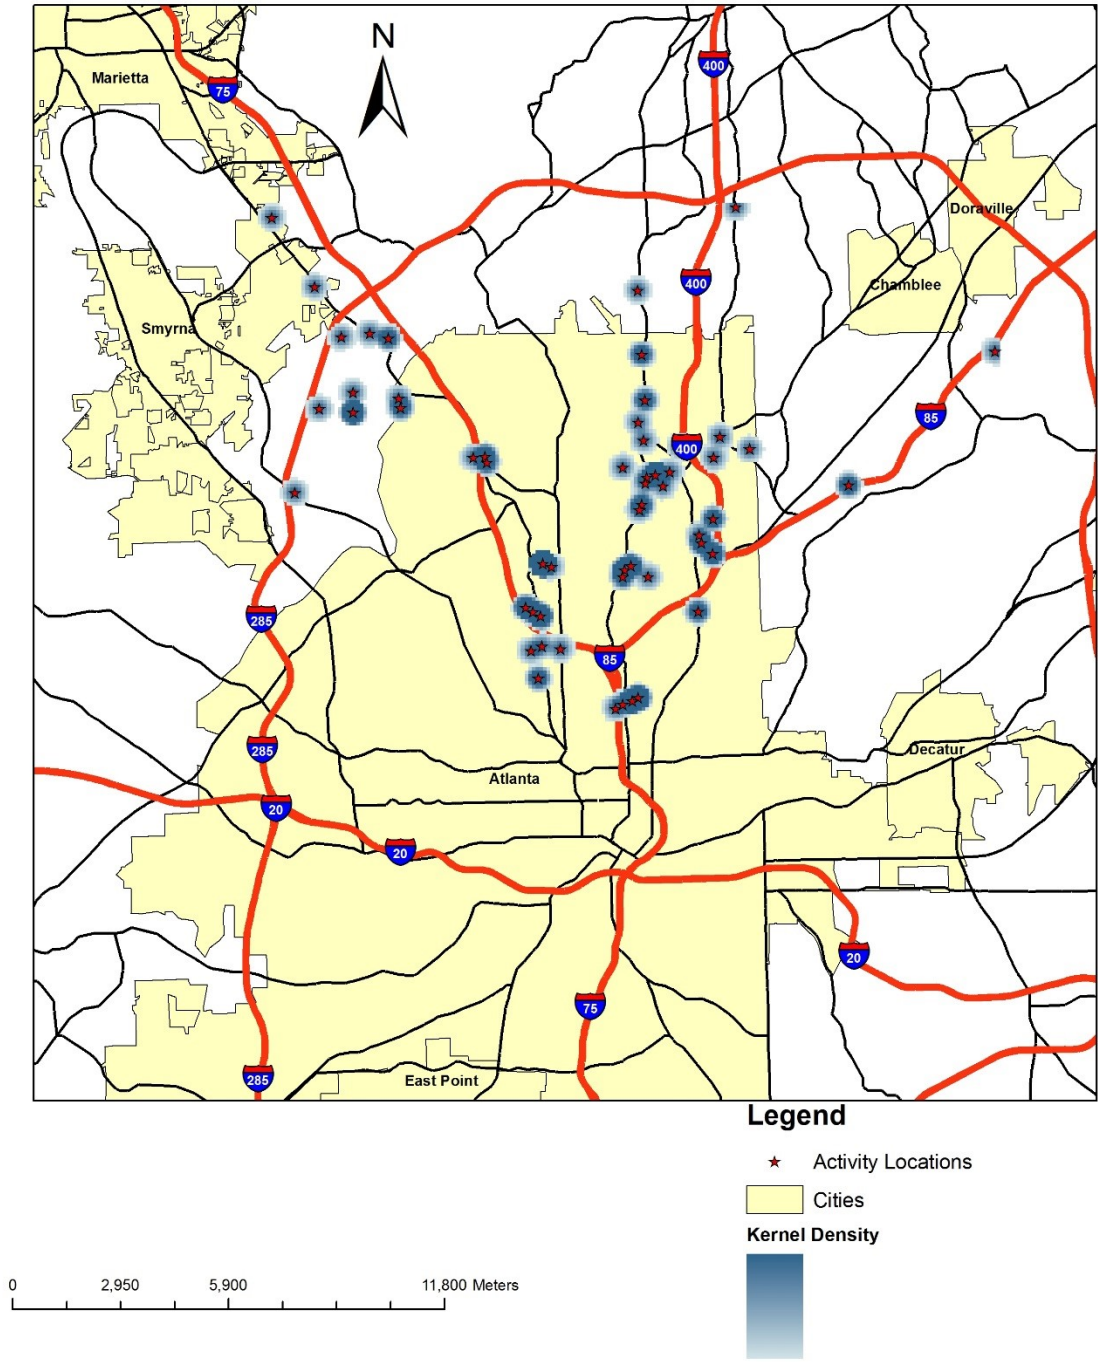 N
400
Marietta
75
Doraville
400
Chamblee
Smyrna
85
400
285
85
285
Decatur
Atlanta
20
20
20
75
285
East Point
Legend
Activity Locations
Cities
Kernel Density
0 2,950 5,900 11,800 Meters